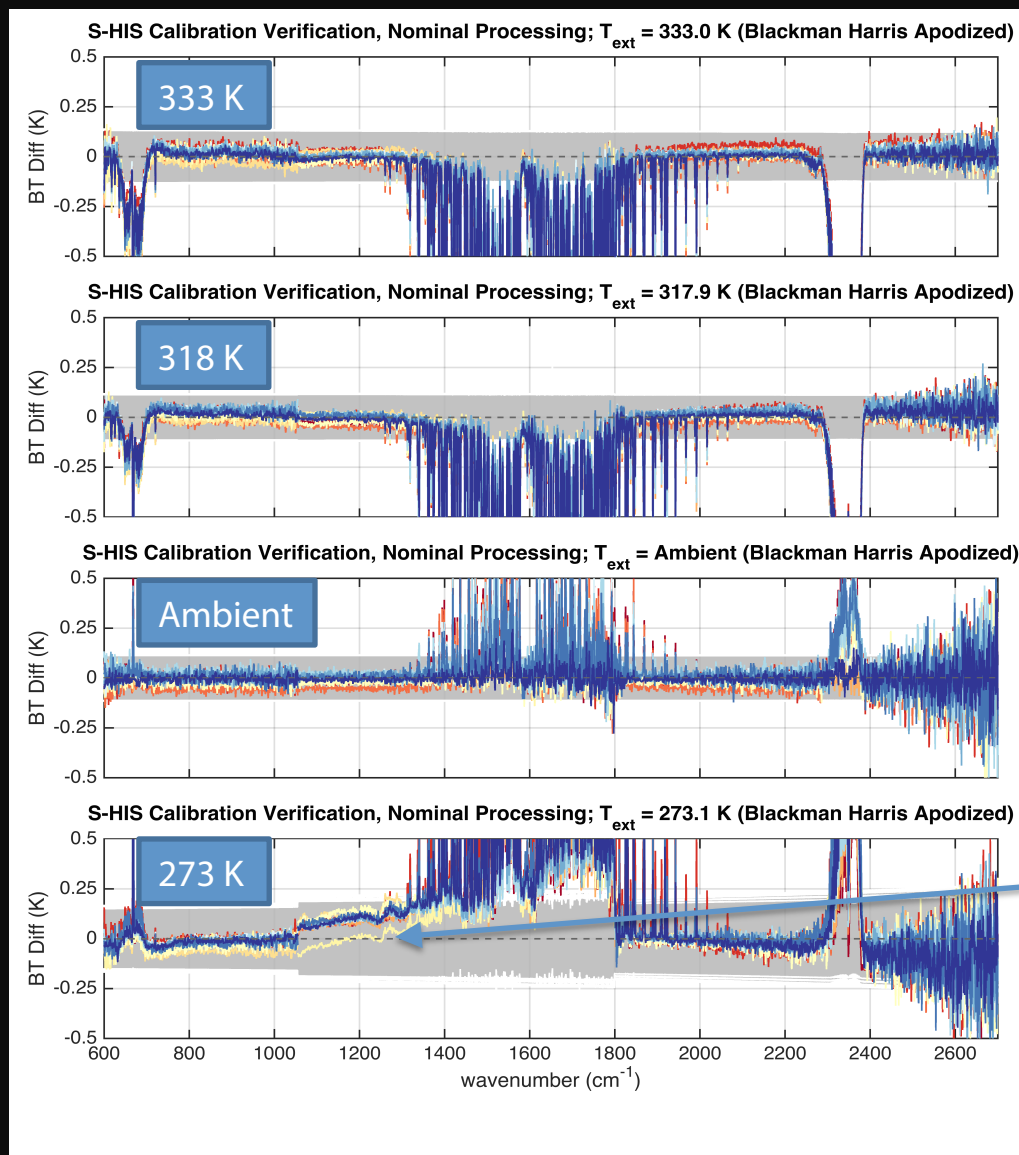 S-HIS Calibration Verification, Nominal Processing; T_ext = 333.0 K (Blackman Harris Apodized)
333 K
0.5
0.25
0
-0.25
-0.5
BT Diff (K)
S-HIS Calibration Verification, Nominal Processing; T_ext = 317.9 K (Blackman Harris Apodized)
318 K
0.5
0.25
0
-0.25
-0.5
BT Diff (K)
S-HIS Calibration Verification, Nominal Processing; T_ext = Ambient (Blackman Harris Apodized)
Ambient
0.5
0.25
0
-0.25
-0.5
BT Diff (K)
S-HIS Calibration Verification, Nominal Processing; T_ext = 273.1 K (Blackman Harris Apodized)
273 K
0.5
0.25
0
-0.25
-0.5
BT Diff (K)
600 800 1000 1200 1400 1600 1800 2000 2200 2400 2600
wavenumber (cm⁻¹)